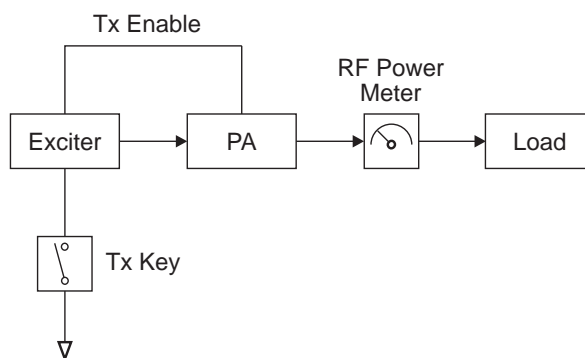 Tx Enable
RF Power
Meter
Exciter
PA
Load
Tx Key